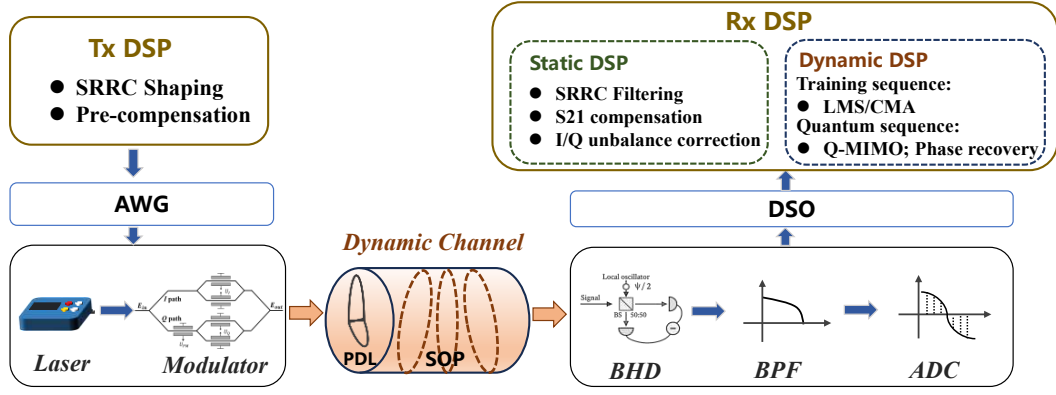 Tx DSP
● SRRC Shaping
● Pre-compensation
AWG
E_in
I path
U_I
Q path
U_Q
E_out
Laser
Modulator
Dynamic Channel
PDL
SOP
Rx DSP
Static DSP
● SRRC Filtering
● S21 compensation
● I/Q unbalance correction
Dynamic DSP
Training sequence:
● LMS/CMA
Quantum sequence:
● Q-MIMO; Phase recovery
DSO
Local oscillator
ψ/2
Signal
BS
50:50
BHD
BPF
ADC